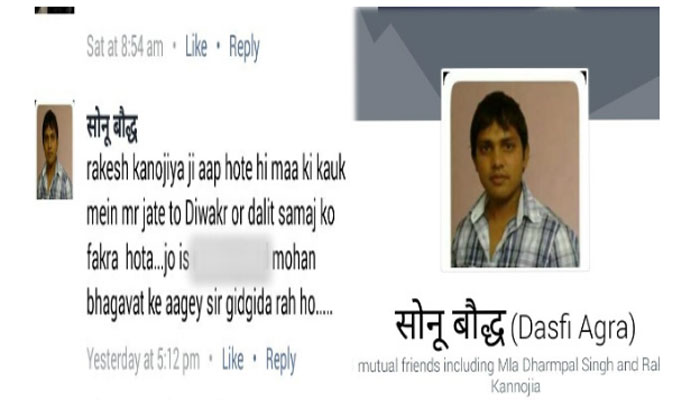 Sat at 8:54 am • Like • Reply
सोनू बौद्ध
rakesh kanojiya ji aap hote hi maa ki kauk
mein mr jate to Diwakr or dalit samaj ko
fakra hota...jo is mohan
bhagavat ke aagey sir gidgida rah ho.....
Yesterday at 5:12 pm • Like • Reply
सोनू बौद्ध (Dasfi Agra)
mutual friends including Mla Dharmpal Singh and Ral
Kannojia